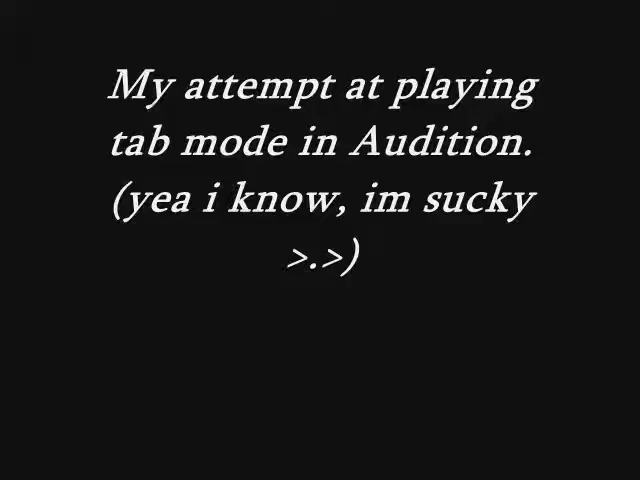 My attempt at playing
tab mode in Audition.
(yea i know, im sucky
>.>)